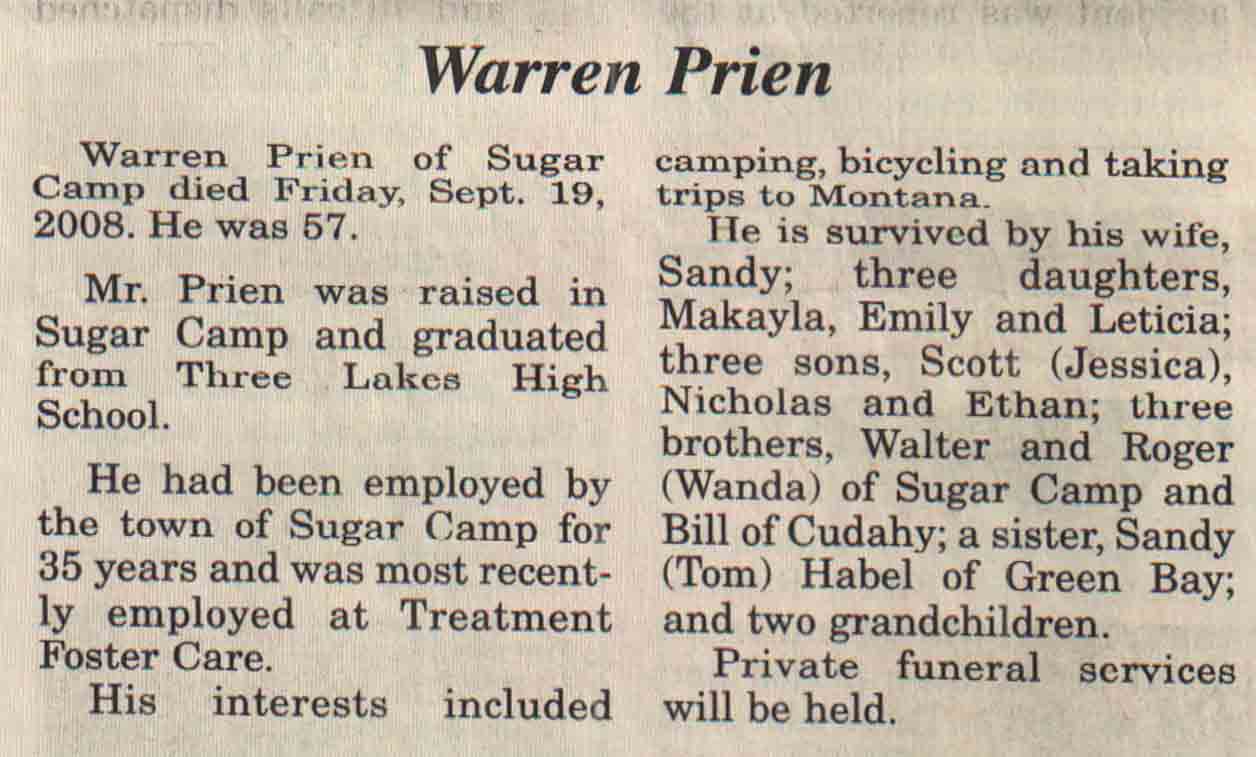 Warren Prien
Warren Prien of Sugar
Camp died Friday, Sept. 19,
2008. He was 57.
Mr. Prien was raised in
Sugar Camp and graduated
from Three Lakes High
School.
He had been employed by
the town of Sugar Camp for
35 years and was most recent-
ly employed at Treatment
Foster Care.
His interests included
camping, bicycling and taking
trips to Montana.
He is survived by his wife,
Sandy; three daughters,
Makayla, Emily and Leticia;
three sons, Scott (Jessica),
Nicholas and Ethan; three
brothers, Walter and Roger
(Wanda) of Sugar Camp and
Bill of Cudahy; a sister, Sandy
(Tom) Habel of Green Bay;
and two grandchildren.
Private funeral services
will be held.